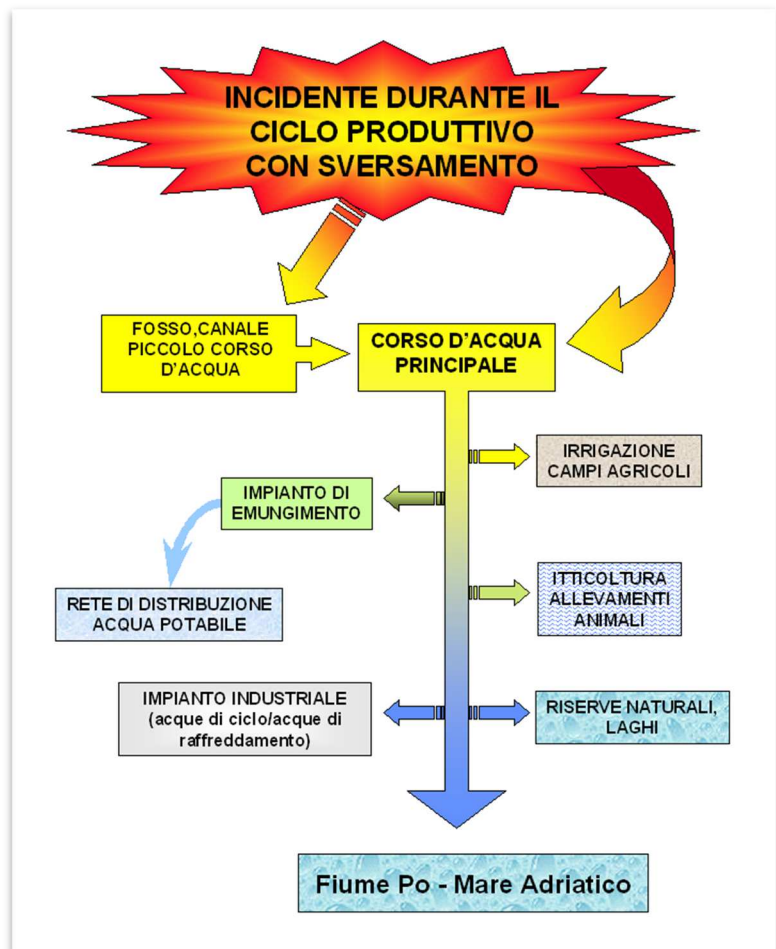 INCIDENTE DURANTE IL
CICLO PRODUTTIVO
CON SVERSAMENTO
FOSSO,CANALE
PICCOLO CORSO
D'ACQUA
CORSO D'ACQUA
PRINCIPALE
IRRIGAZIONE
CAMPI AGRICOLI
IMPIANTO DI
EMUNGIMENTO
ITTICOLTURA
ALLEVAMENTI
ANIMALI
RETE DI DISTRIBUZIONE
ACQUA POTABILE
IMPIANTO INDUSTRIALE
(acque di ciclo/acque di
raffreddamento)
RISERVE NATURALI,
LAGHI
Fiume Po - Mare Adriatico